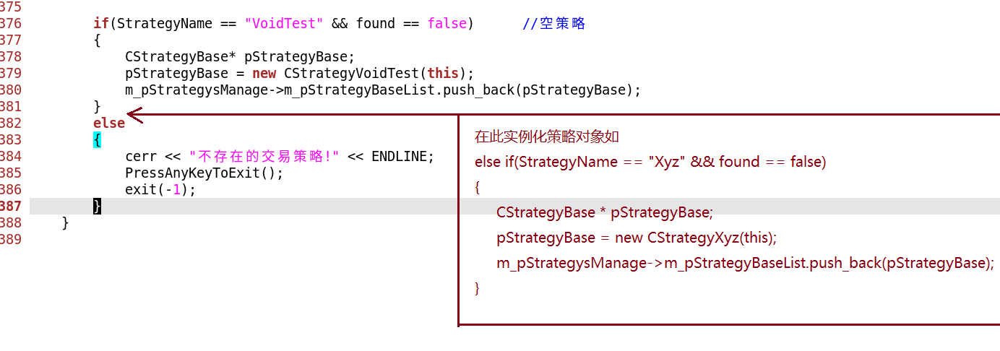 375
376 if(StrategyName == "VoidTest" && found == false) //空策略
377 {
378 CStrategyBase* pStrategyBase;
379 pStrategyBase = new CStrategyVoidTest(this);
380 m_pStrategysManage->m_pStrategyBaseList.push_back(pStrategyBase);
381 }
382 else
383 {
384 cerr << "不存在的交易策略!" << ENDLINE;
385 PressAnyKeyToExit();
386 exit(-1);
387 }
388 }
389
在此实例化策略对象如
else if(StrategyName == "Xyz" && found == false)
{
CStrategyBase * pStrategyBase;
pStrategyBase = new CStrategyXyz(this);
m_pStrategysManage->m_pStrategyBaseList.push_back(pStrategyBase);
}